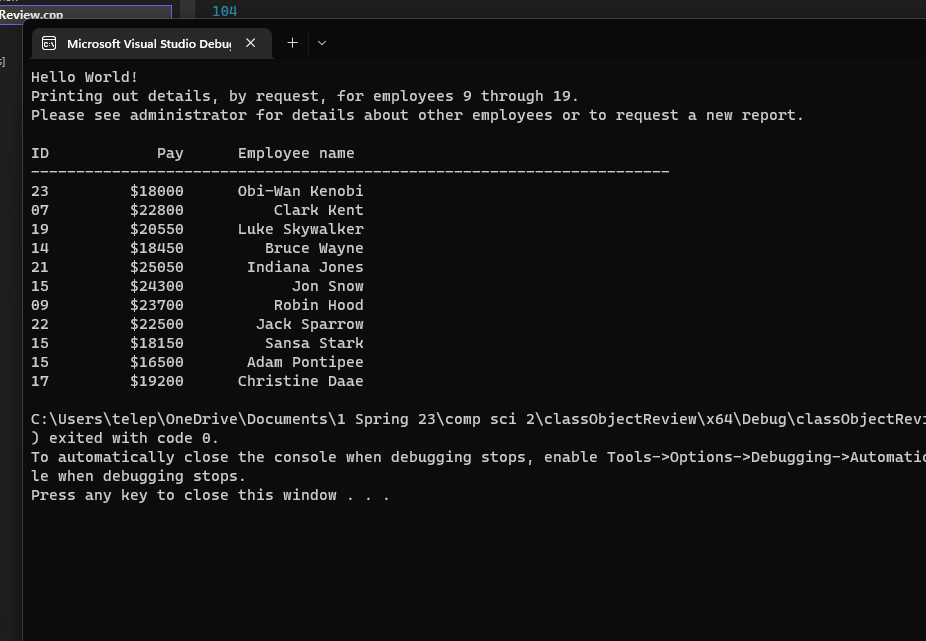 Review.cpp
104
Microsoft Visual Studio Debu
Hello World!
Printing out details, by request, for employees 9 through 19.
Please see administrator for details about other employees or to request a new report.
ID Pay Employee name
-----------------------------------------------------------------------
23 $18000 Obi-Wan Kenobi
07 $22800 Clark Kent
19 $20550 Luke Skywalker
14 $18450 Bruce Wayne
21 $25050 Indiana Jones
15 $24300 Jon Snow
09 $23700 Robin Hood
22 $22500 Jack Sparrow
15 $18150 Sansa Stark
15 $16500 Adam Pontipee
17 $19200 Christine Daae
C:\Users\telep\OneDrive\Documents\1 Spring 23\comp sci 2\classObjectReview\x64\Debug\classObjectRevi
) exited with code 0.
To automatically close the console when debugging stops, enable Tools->Options->Debugging->Automatic
le when debugging stops.
Press any key to close this window . . .